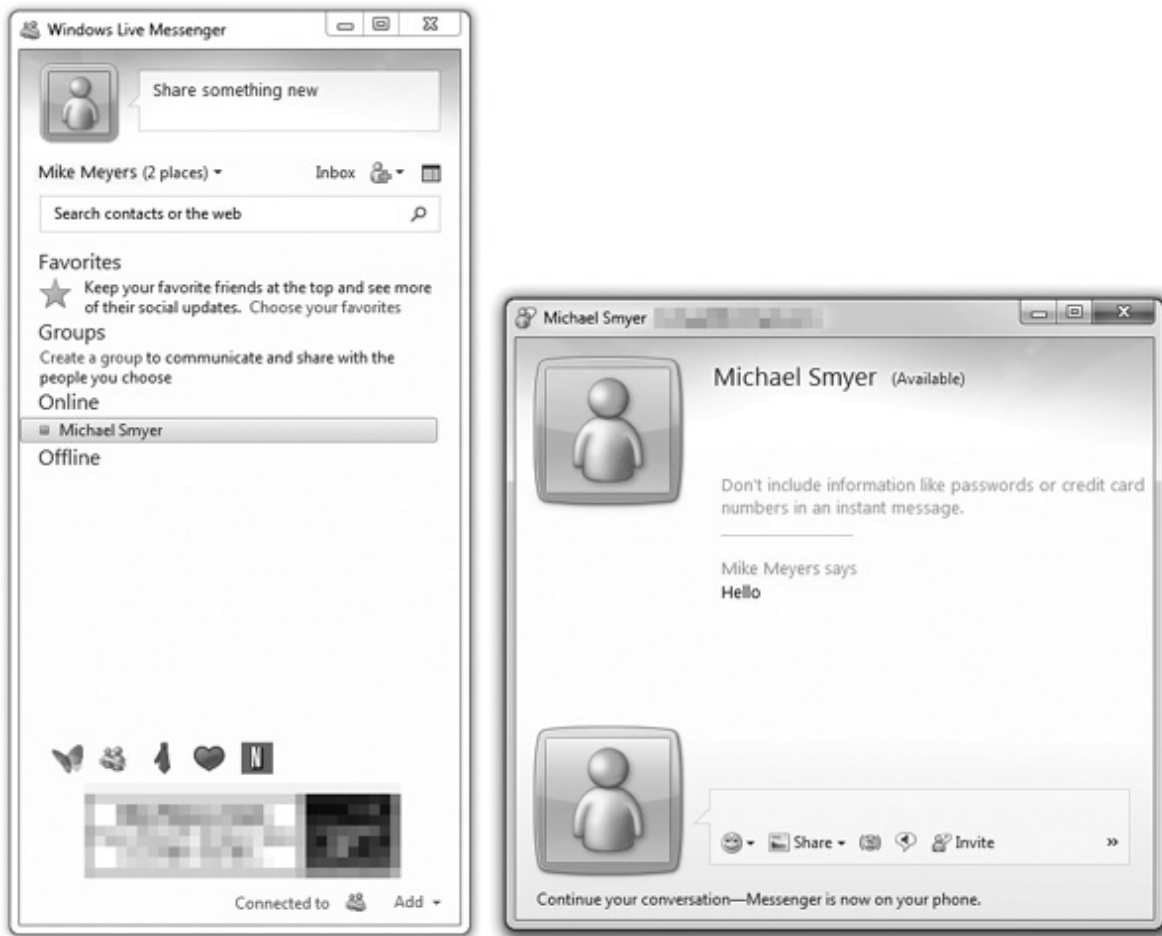 Windows Live Messenger
Share something new
Mike Meyers (2 places)
Inbox
Search contacts or the web
Favorites
Keep your favorite friends at the top and see more
of their social updates. Choose your favorites
Groups
Create a group to communicate and share with the
people you choose
Online
Michael Smyer
Offline
N
Connected to
Add
Michael Smyer
Michael Smyer (Available)
Don't include information like passwords or credit card
numbers in an instant message.
Mike Meyers says
Hello
Share
Invite
»
Continue your conversation—Messenger is now on your phone.